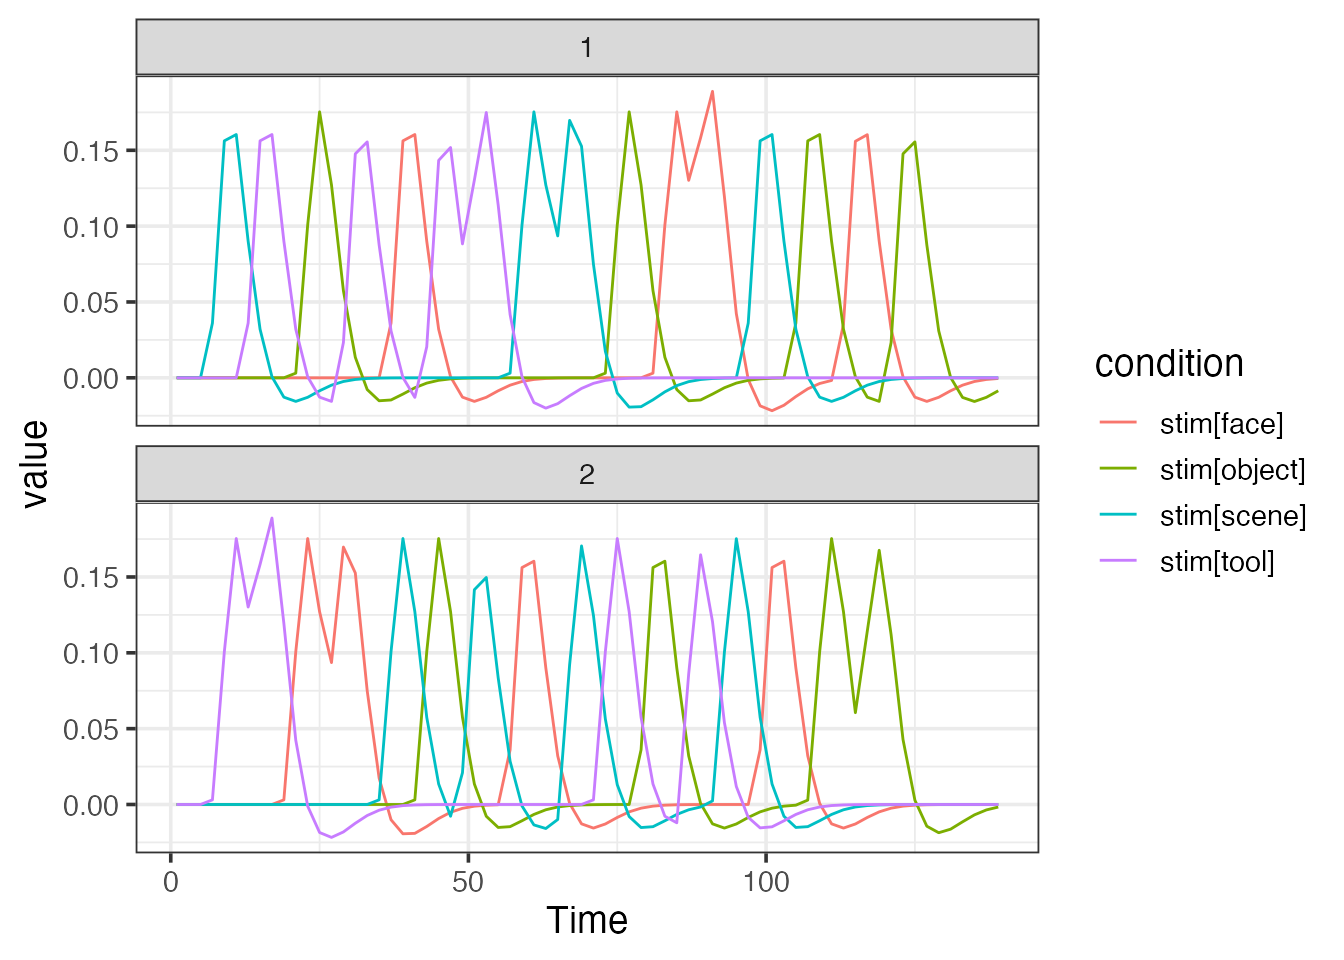 1
0.15
0.10
0.05
0.00
value
2
0.15
0.10
0.05
0.00
0 50 100
Time
condition
stim[face]
stim[object]
stim[scene]
stim[tool]